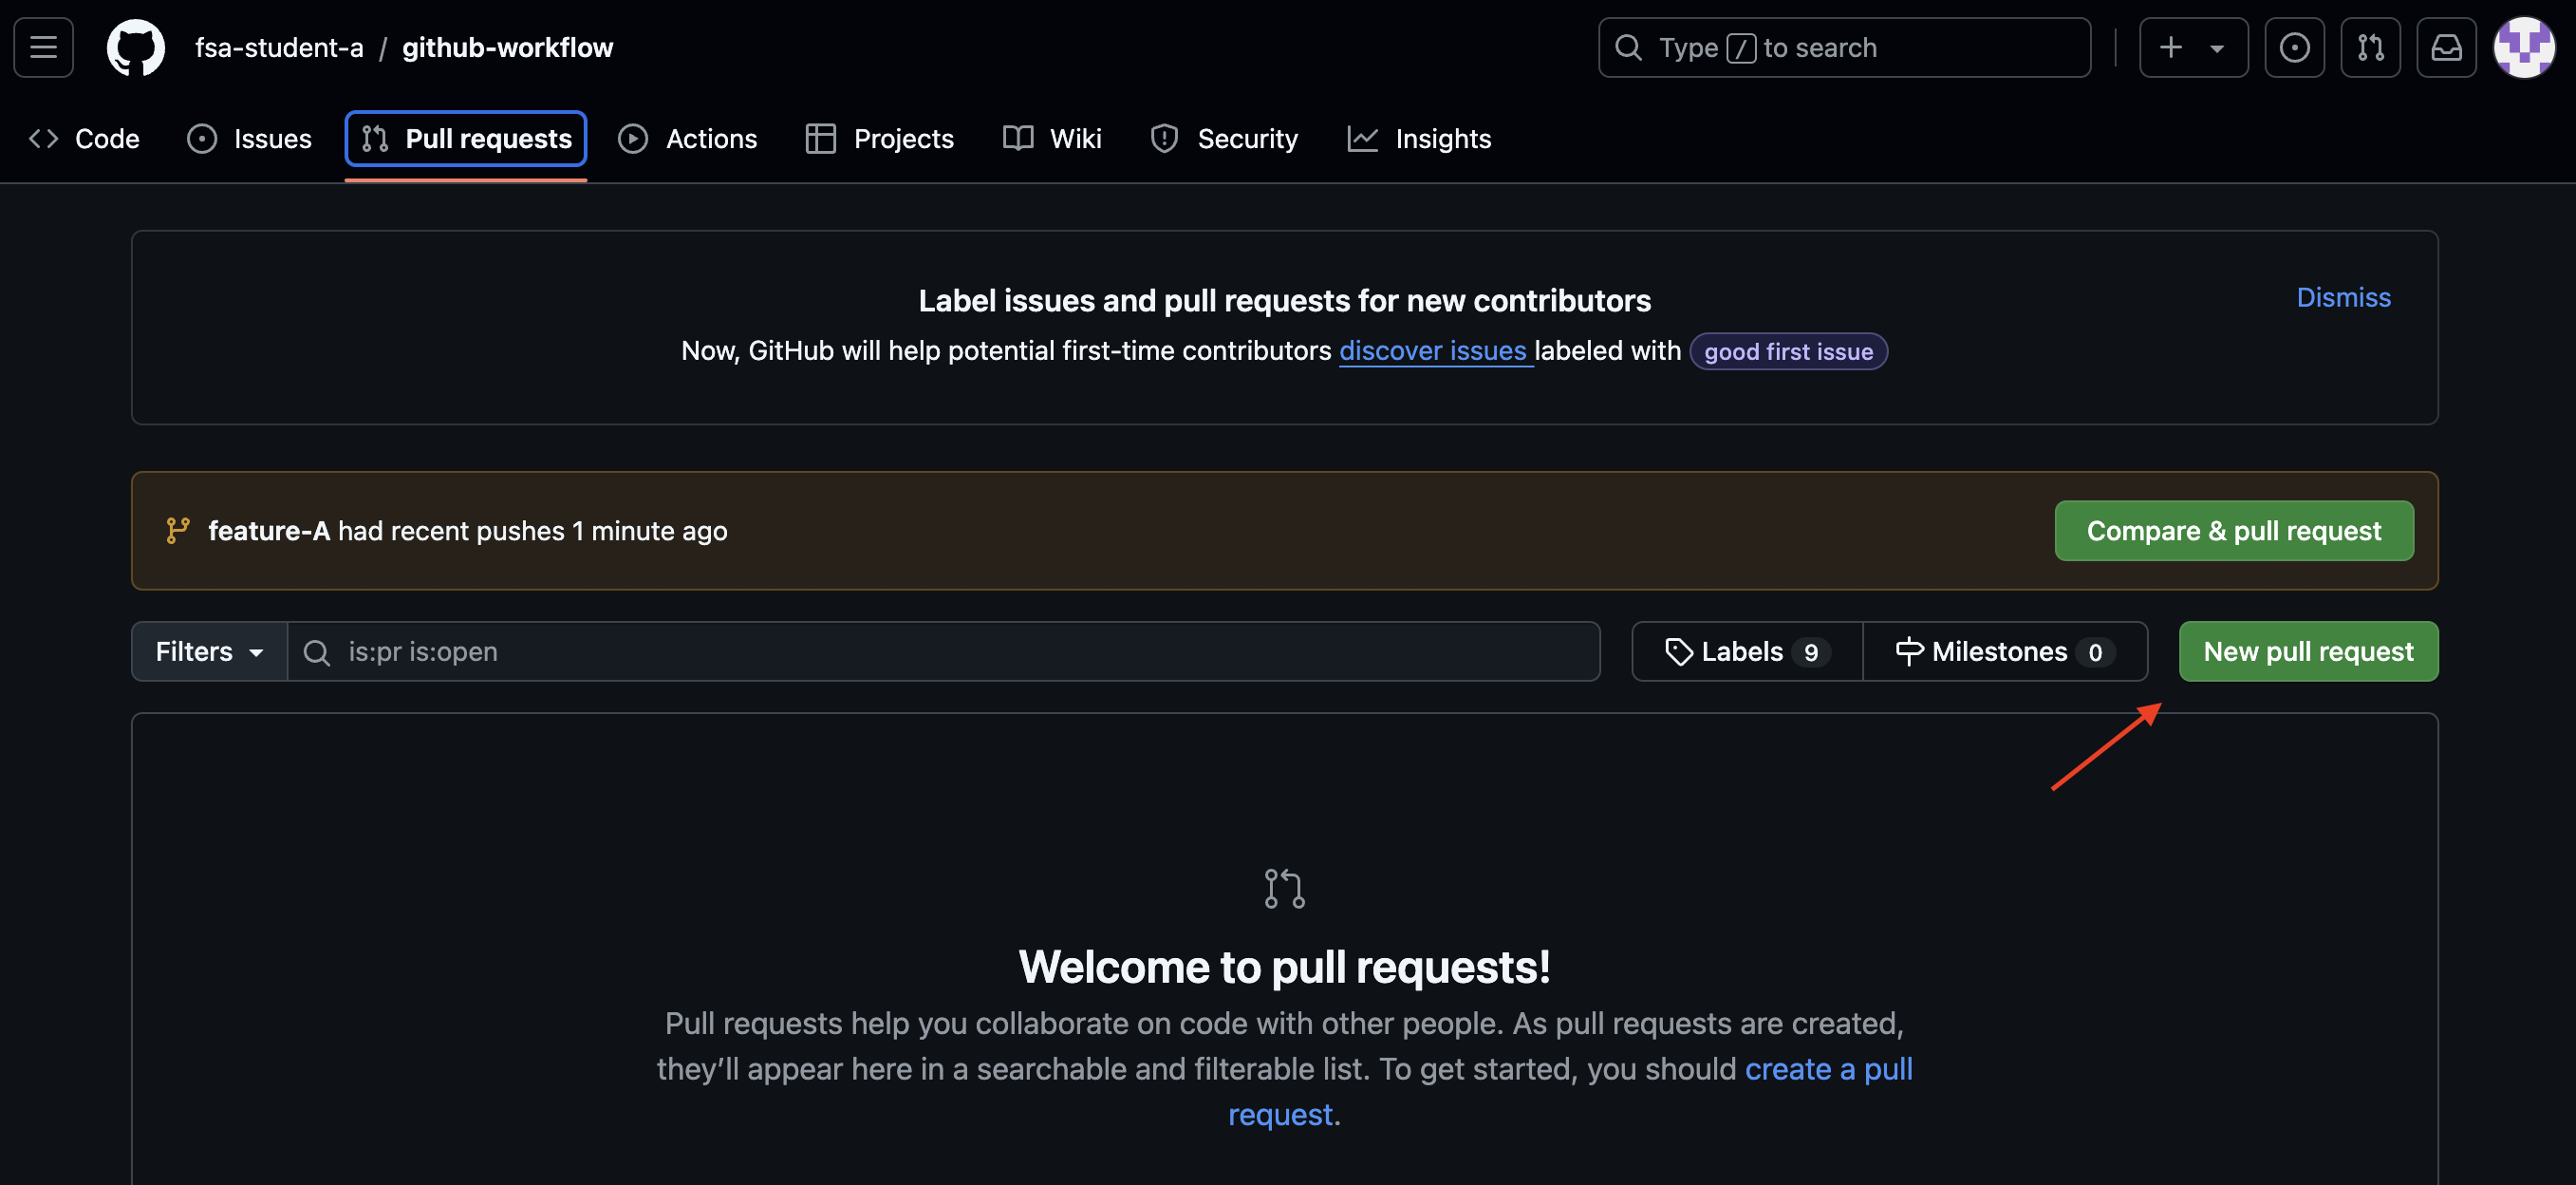 fsa-student-a / github-workflow
Type / to search
Code Issues Pull requests Actions Projects Wiki Security Insights
Label issues and pull requests for new contributors
Dismiss
Now, GitHub will help potential first-time contributors discover issues labeled with good first issue
feature-A had recent pushes 1 minute ago
Compare & pull request
Filters is:pr is:open Labels 9 Milestones 0 New pull request
Welcome to pull requests!
Pull requests help you collaborate on code with other people. As pull requests are created,
they’ll appear here in a searchable and filterable list. To get started, you should create a pull
request.